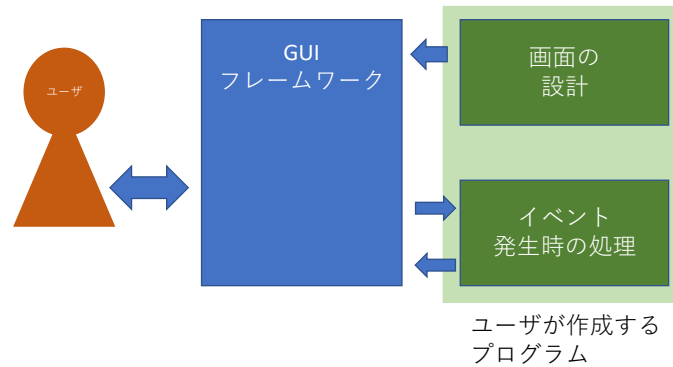 ユーザ
GUI
フレームワーク
画面の
設計
イベント
発生時の処理
ユーザが作成する
プログラム